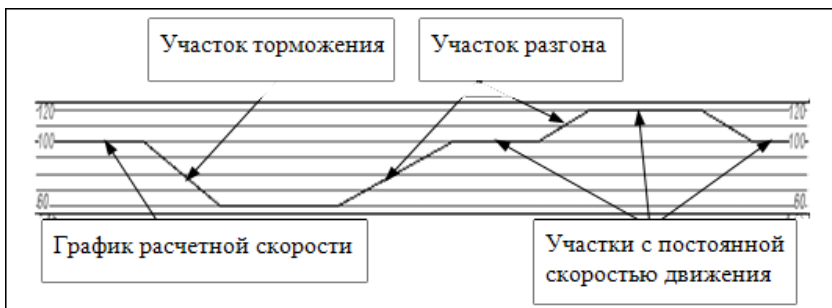 Участок торможения
Участок разгона
120
120
100
100
60
60
График расчетной скорости
Участки с постоянной
скоростью движения